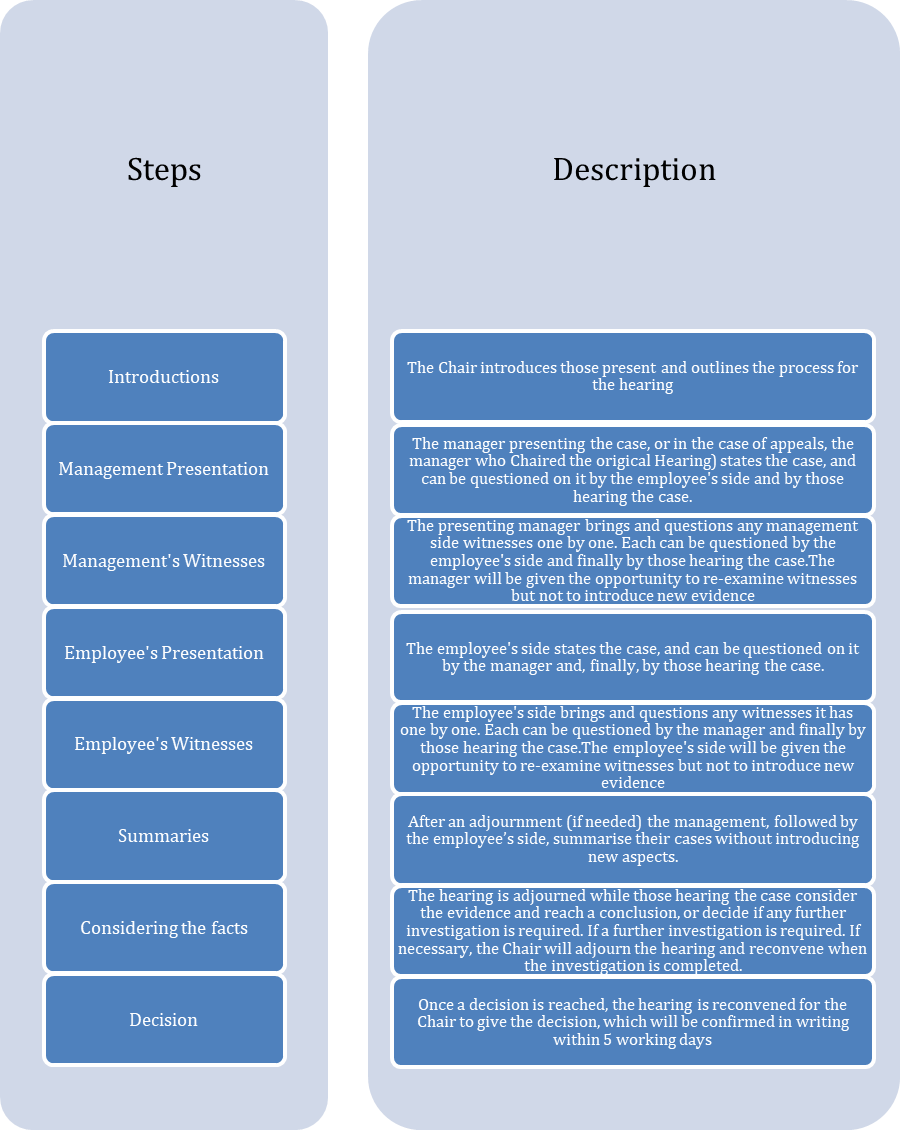 Steps
Description
Introductions
The Chair introduces those present and outlines the process for
the hearing
Management Presentation
The manager presenting the case, or in the case of appeals, the
manager who Chaired the origical Hearing) states the case, and
can be questioned on it by the employee's side and by those
hearing the case.
Management's Witnesses
The presenting manager brings and questions any management
side witnesses one by one. Each can be questioned by the
employee's side and finally by those hearing the case.The
manager will be given the opportunity to re-examine witnesses
but not to introduce new evidence
Employee's Presentation
The employee's side states the case, and can be questioned on it
by the manager and, finally, by those hearing the case.
Employee's Witnesses
The employee's side brings and questions any witnesses it has
one by one. Each can be questioned by the manager and finally by
those hearing the case.The employee's side will be given the
opportunity to re-examine witnesses but not to introduce new
evidence
Summaries
After an adjournment (if needed) the management, followed by
the employee's side, summarise their cases without introducing
new aspects.
Considering the facts
The hearing is adjourned while those hearing the case consider
the evidence and reach a conclusion, or decide if any further
investigation is required. If a further investigation is required. If
necessary, the Chair will adjourn the hearing and reconvene when
the investigation is completed.
Decision
Once a decision is reached, the hearing is reconvened for the
Chair to give the decision, which will be confirmed in writing
within 5 working days